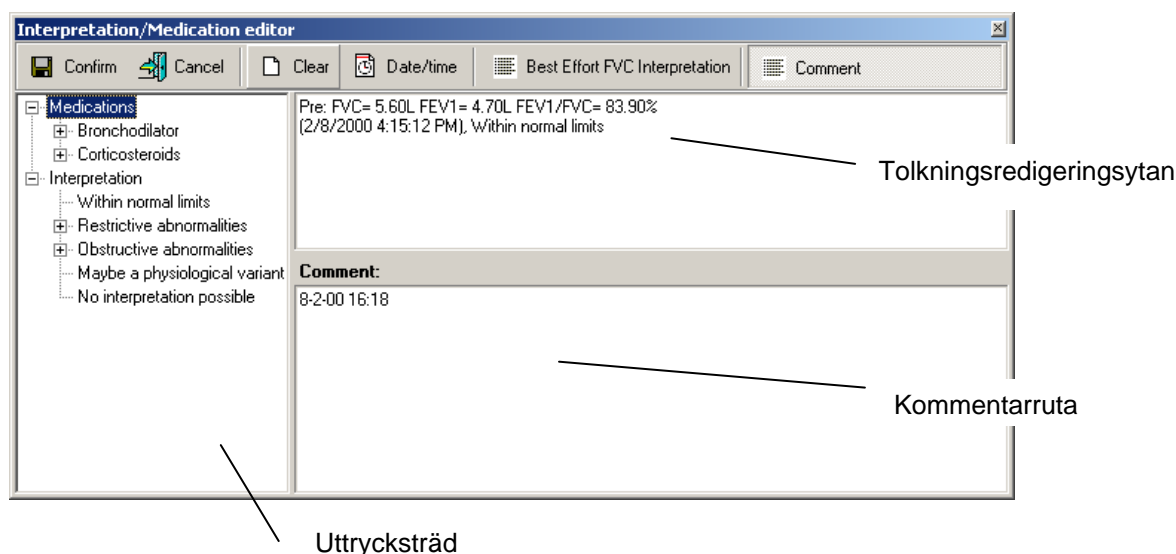 Interpretation/Medication editor
Confirm Cancel Clear Date/time Best Effort FVC Interpretation Comment
Medications
Bronchodilator
Corticosteroids
Interpretation
Within normal limits
Restrictive abnormalities
Obstructive abnormalities
Maybe a physiological variant
No interpretation possible
Pre: FVC= 5.60L FEV1= 4.70L FEV1/FVC= 83.90%
(2/8/2000 4:15:12 PM), Within normal limits
Tolkningsredigeringsytan
Comment:
8-2-00 16:18
Kommentarruta
Uttrycksträd